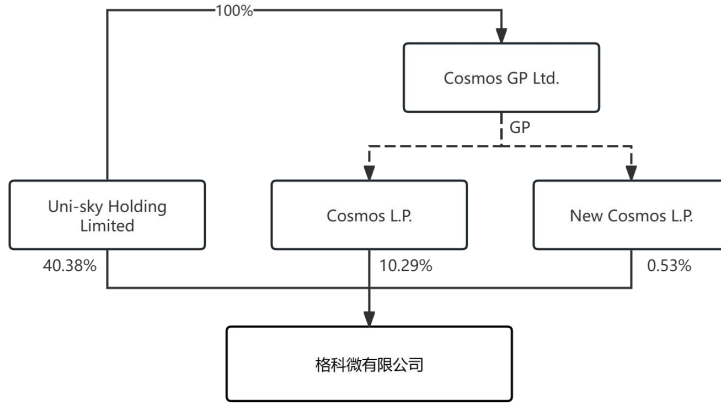 100%
Cosmos GP Ltd.
GP
Uni-sky Holding
Limited
Cosmos L.P.
New Cosmos L.P.
40.38%
10.29%
0.53%
格科微有限公司